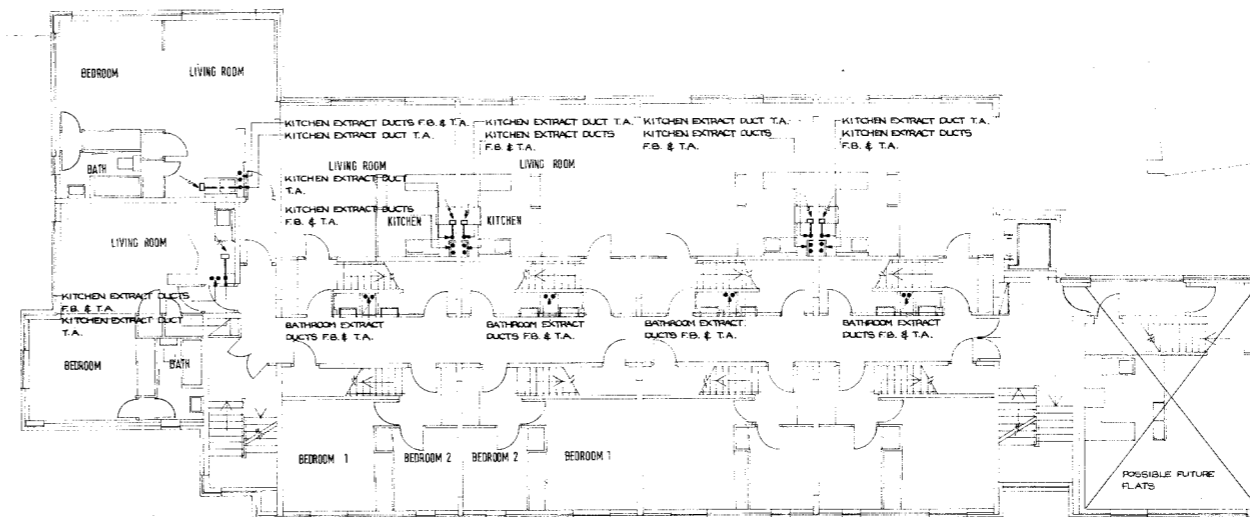 BEDROOM
LIVING ROOM
KITCHEN EXTRACT DUCTS F.B. & T.A.
KITCHEN EXTRACT DUCT T.A.
KITCHEN EXTRACT DUCT T.A.
KITCHEN EXTRACT DUCTS
F.B. & T.A.
KITCHEN EXTRACT DUCT T.A.
KITCHEN EXTRACT DUCTS
F.B. & T.A.
KITCHEN EXTRACT DUCT T.A.
KITCHEN EXTRACT DUCTS
F.B. & T.A.
BATH
LIVING ROOM
LIVING ROOM
KITCHEN EXTRACT DUCT
T.A.
KITCHEN EXTRACT DUCTS
F.B. & T.A.
KITCHEN
KITCHEN
LIVING ROOM
KITCHEN EXTRACT DUCTS
F.B. & T.A.
KITCHEN EXTRACT DUCT
T.A.
BATHROOM EXTRACT
DUCTS F.B. & T.A.
BATHROOM EXTRACT
DUCTS F.B. & T.A.
BATHROOM EXTRACT
DUCTS F.B. & T.A.
BATHROOM EXTRACT
DUCTS F.B. & T.A.
BEDROOM
BATH
BEDROOM 1
BEDROOM 2
BEDROOM 2
BEDROOM 1
POSSIBLE FUTURE
FLATS